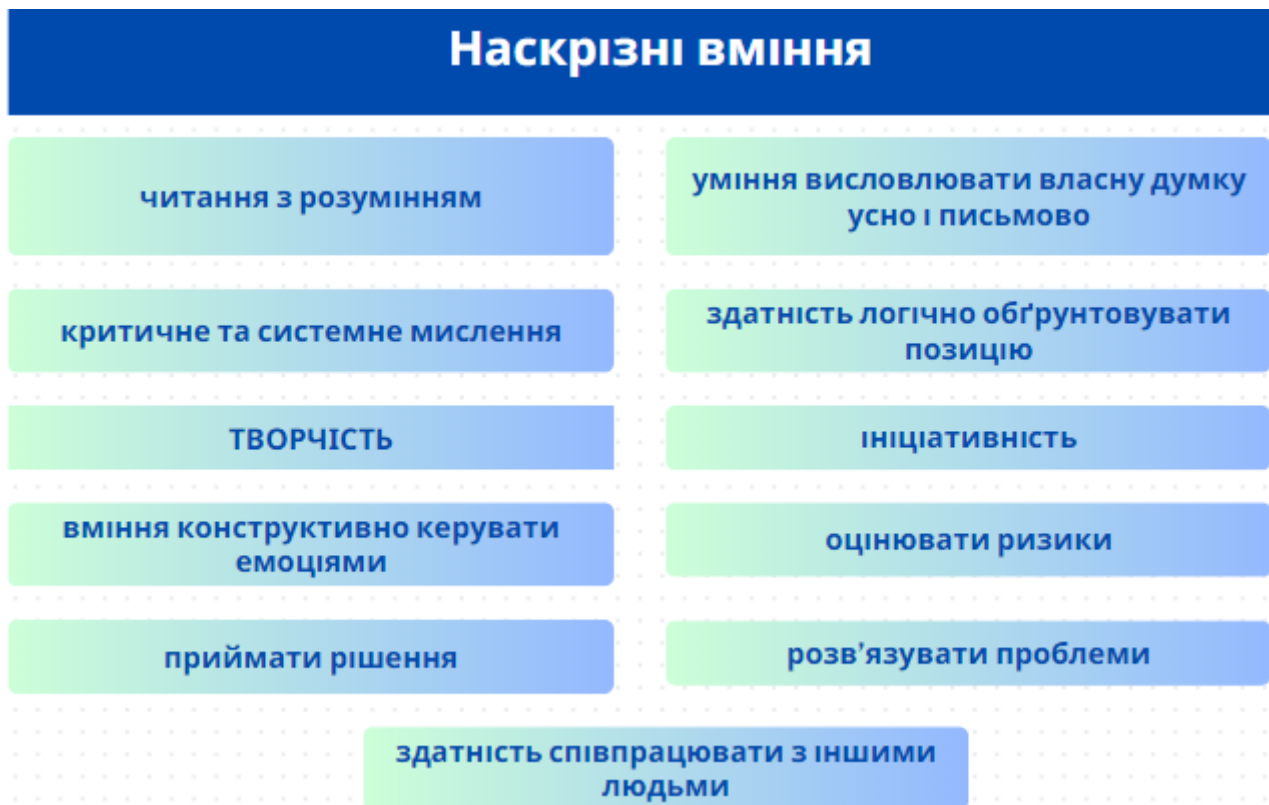 Наскрізні вміння
читання з розумінням
уміння висловлювати власну думку
усно і письмово
критичне та системне мислення
здатність логічно обґрунтовувати
позицію
ТВОРЧІСТЬ
ініціативність
вміння конструктивно керувати
емоціями
оцінювати ризики
приймати рішення
розв'язувати проблеми
здатність співпрацювати з іншими
людьми